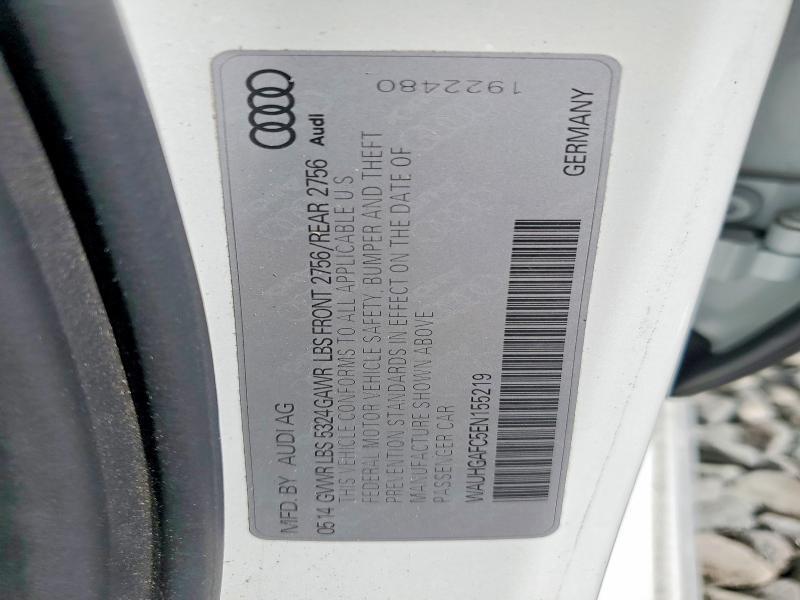 MFD. BY AUDI AG
0514 GVWR LBS 5324 GAWR LBS FRONT 2756/REAR 2756
THIS VEHICLE CONFORMS TO ALL APPLICABLE U S
FEDERAL MOTOR VEHICLE SAFETY, BUMPER AND THEFT
PREVENTION STANDARDS IN EFFECT ON THE DATE OF
MANUFACTURE SHOWN ABOVE
PASSENGER CAR
Audi
WAUHGAFC5EN155219
GERMANY
1922480